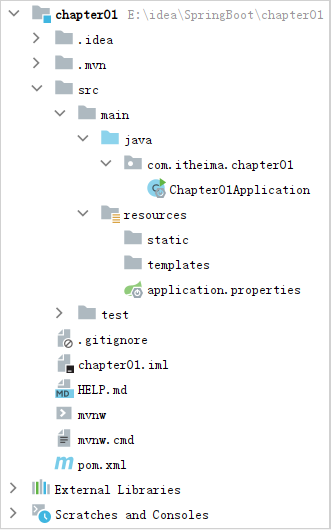 chapter01 E:\idea\SpringBoot\chapter01
.idea
.mvn
src
main
java
com.itheima.chapter01
Chapter01Application
resources
static
templates
application.properties
test
.gitignore
chapter01.iml
MD HELP.md
mvnw
mvnw.cmd
m pom.xml
External Libraries
Scratches and Consoles